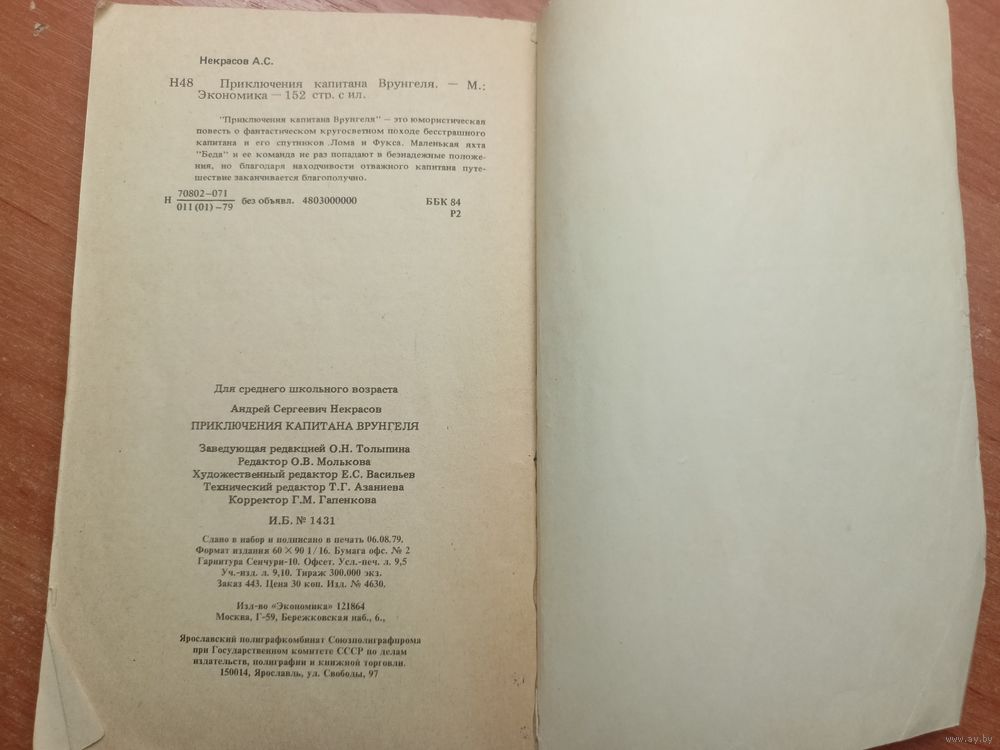 Некрасов А.С.
Н48 Приключения капитана Врунгеля. — М.:
Экономика — 152 стр. с ил.
"Приключения капитана Врунгеля" — это юмористическая
повесть о фантастическом кругосветном походе бесстрашного
капитана и его спутников Лома и Фукса. Маленькая яхта
"Беда" и ее команда не раз попадают в безнадежные положе-
ния, но благодаря находчивости отважного капитана путе-
шествие заканчивается благополучно.
Н 70802—071
011(01)—79 без объявл. 4803000000
ББК 84
Р2
Для среднего школьного возраста
Андрей Сергеевич Некрасов
ПРИКЛЮЧЕНИЯ КАПИТАНА ВРУНГЕЛЯ
Заведующая редакцией О.Н. Толыпина
Редактор О.В. Молькова
Художественный редактор Е.С. Васильев
Технический редактор Т.Г. Азаниева
Корректор Г.М. Гапенкова
И.Б. № 1431
Сдано в набор и подписано в печать 06.08.79.
Формат издания 60 × 90 1/16. Бумага офс. № 2
Гарнитура Сенчури-10. Офсет. Усл.-печ. л. 9,5
Уч.-изд. л. 9,10. Тираж 300.000 экз.
Заказ 443. Цена 30 коп. Изд. № 4630.
Изд-во «Экономика» 121864
Москва, Г-59, Бережковская наб., 6.,
Ярославский полиграфкомбинат Союзполиграфпрома
при Государственном комитете СССР по делам
издательств, полиграфии и книжной торговли.
150014, Ярославль, ул. Свободы, 97
www.ay.by